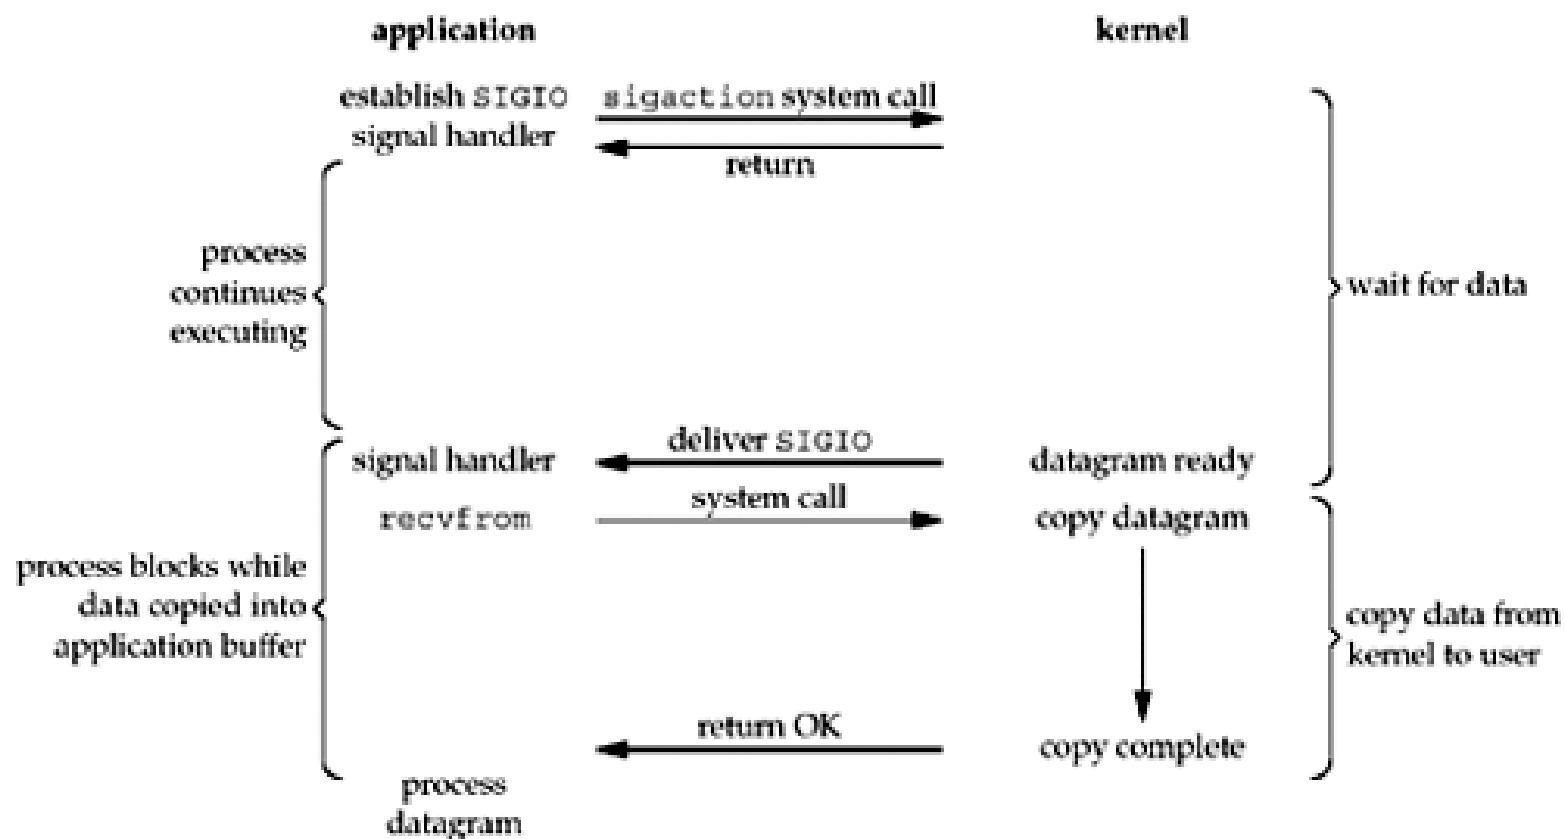 application
kernel
establish SIGIO
signal handler
sigaction system call
return
process
continues
executing
wait for data
signal handler
deliver SIGIO
datagram ready
recvfrom
system call
copy datagram
process blocks while
data copied into
application buffer
copy data from
kernel to user
return OK
copy complete
process
datagram